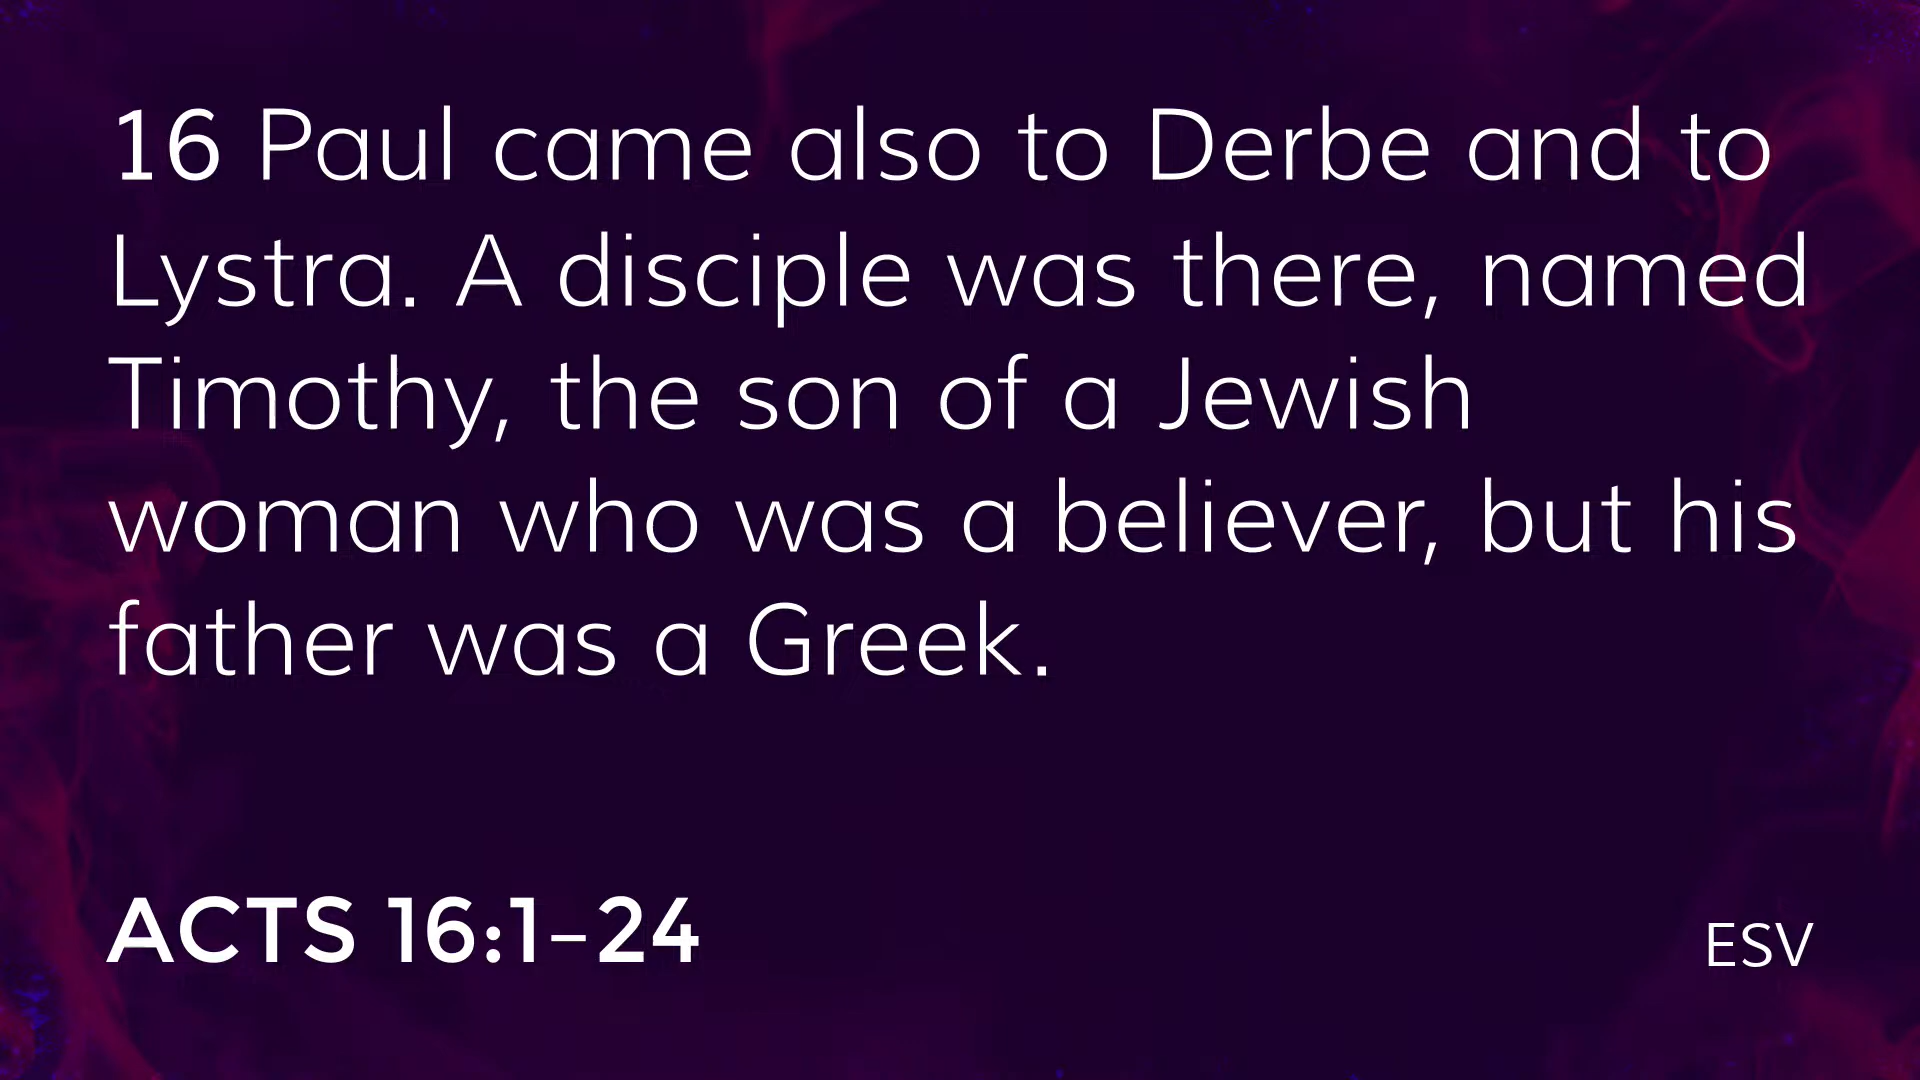 16 Paul came also to Derbe and to
Lystra. A disciple was there, named
Timothy, the son of a Jewish
woman who was a believer, but his
father was a Greek.
ACTS 16:1–24
ESV